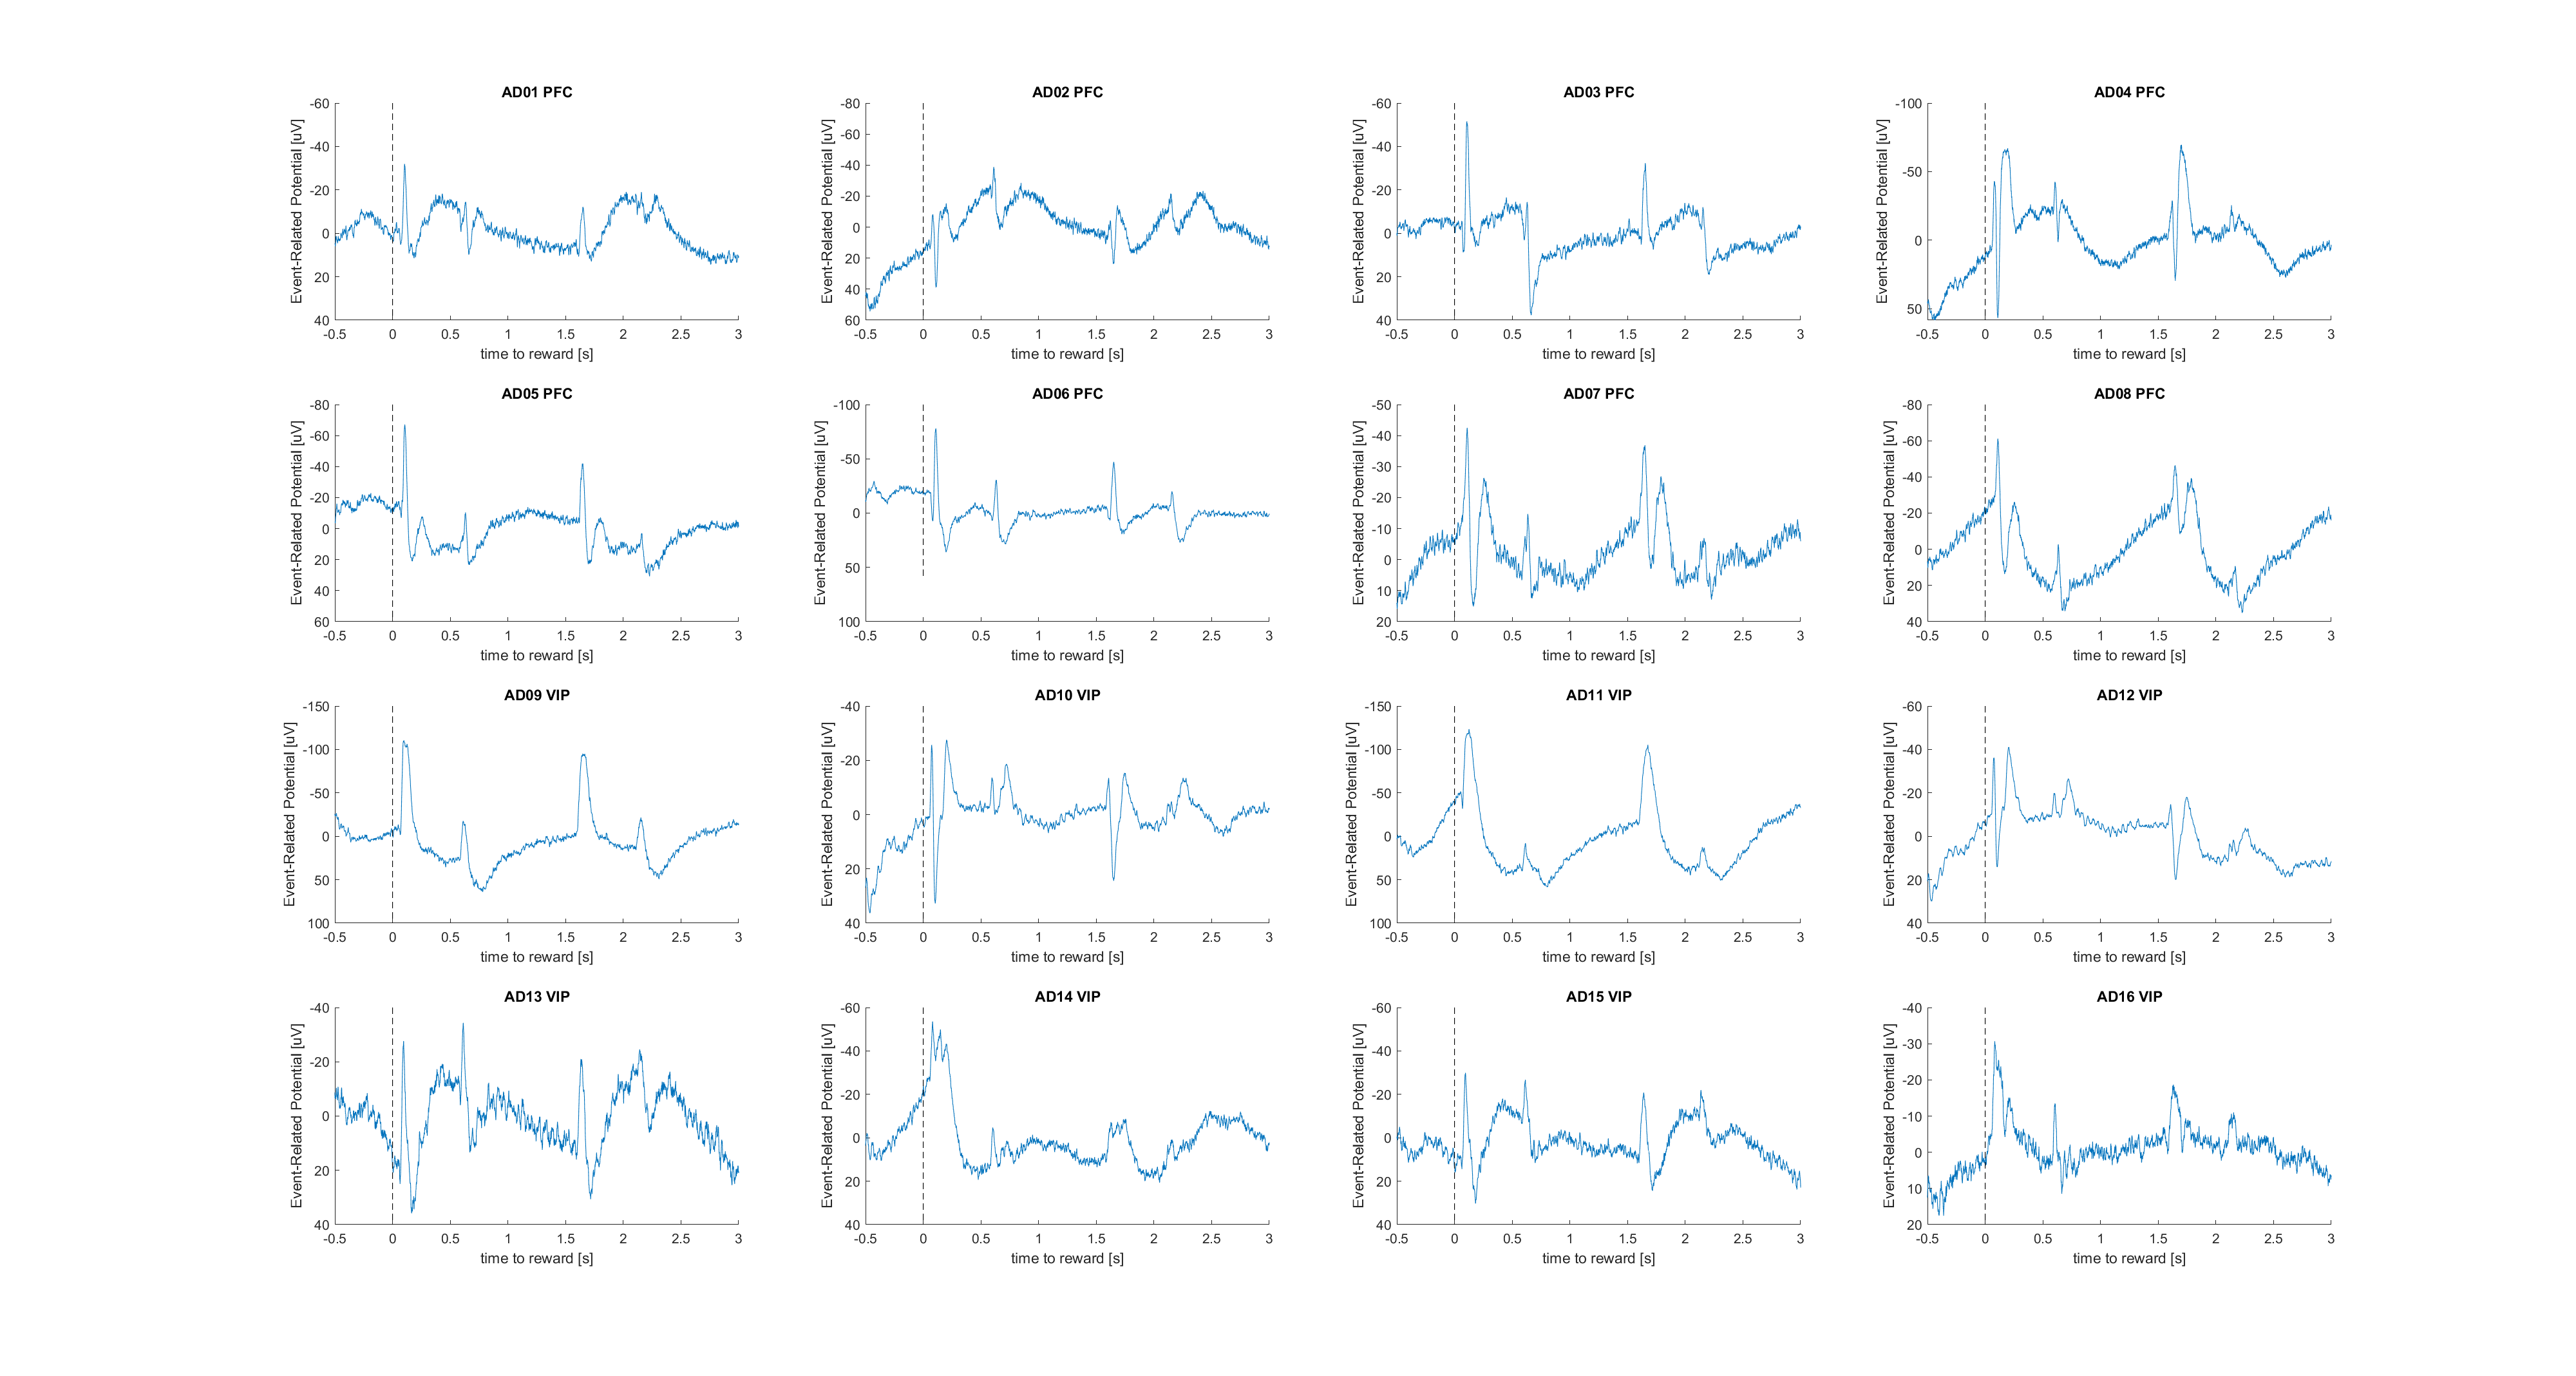 AD01 PFC
Event-Related Potential [uV]
-60
-40
-20
0
20
40
-0.5 0 0.5 1 1.5 2 2.5 3
time to reward [s]
AD02 PFC
Event-Related Potential [uV]
-80
-60
-40
-20
0
20
40
60
-0.5 0 0.5 1 1.5 2 2.5 3
time to reward [s]
AD03 PFC
Event-Related Potential [uV]
-60
-40
-20
0
20
40
-0.5 0 0.5 1 1.5 2 2.5 3
time to reward [s]
AD04 PFC
Event-Related Potential [uV]
-100
-50
0
50
-0.5 0 0.5 1 1.5 2 2.5 3
time to reward [s]
AD05 PFC
Event-Related Potential [uV]
-80
-60
-40
-20
0
20
40
60
-0.5 0 0.5 1 1.5 2 2.5 3
time to reward [s]
AD06 PFC
Event-Related Potential [uV]
-100
-50
0
50
100
-0.5 0 0.5 1 1.5 2 2.5 3
time to reward [s]
AD07 PFC
Event-Related Potential [uV]
-50
-40
-30
-20
-10
0
10
20
-0.5 0 0.5 1 1.5 2 2.5 3
time to reward [s]
AD08 PFC
Event-Related Potential [uV]
-80
-60
-40
-20
0
20
40
-0.5 0 0.5 1 1.5 2 2.5 3
time to reward [s]
AD09 VIP
Event-Related Potential [uV]
-150
-100
-50
0
50
100
-0.5 0 0.5 1 1.5 2 2.5 3
time to reward [s]
AD10 VIP
Event-Related Potential [uV]
-40
-20
0
20
40
-0.5 0 0.5 1 1.5 2 2.5 3
time to reward [s]
AD11 VIP
Event-Related Potential [uV]
-150
-100
-50
0
50
100
-0.5 0 0.5 1 1.5 2 2.5 3
time to reward [s]
AD12 VIP
Event-Related Potential [uV]
-60
-40
-20
0
20
40
-0.5 0 0.5 1 1.5 2 2.5 3
time to reward [s]
AD13 VIP
Event-Related Potential [uV]
-40
-20
0
20
40
-0.5 0 0.5 1 1.5 2 2.5 3
time to reward [s]
AD14 VIP
Event-Related Potential [uV]
-60
-40
-20
0
20
40
-0.5 0 0.5 1 1.5 2 2.5 3
time to reward [s]
AD15 VIP
Event-Related Potential [uV]
-60
-40
-20
0
20
40
-0.5 0 0.5 1 1.5 2 2.5 3
time to reward [s]
AD16 VIP
Event-Related Potential [uV]
-40
-30
-20
-10
0
10
20
-0.5 0 0.5 1 1.5 2 2.5 3
time to reward [s]